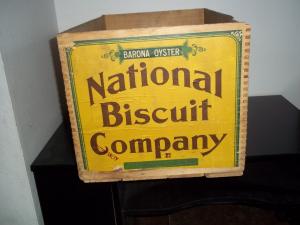 BARONA OYSTER
National
Biscuit
Company